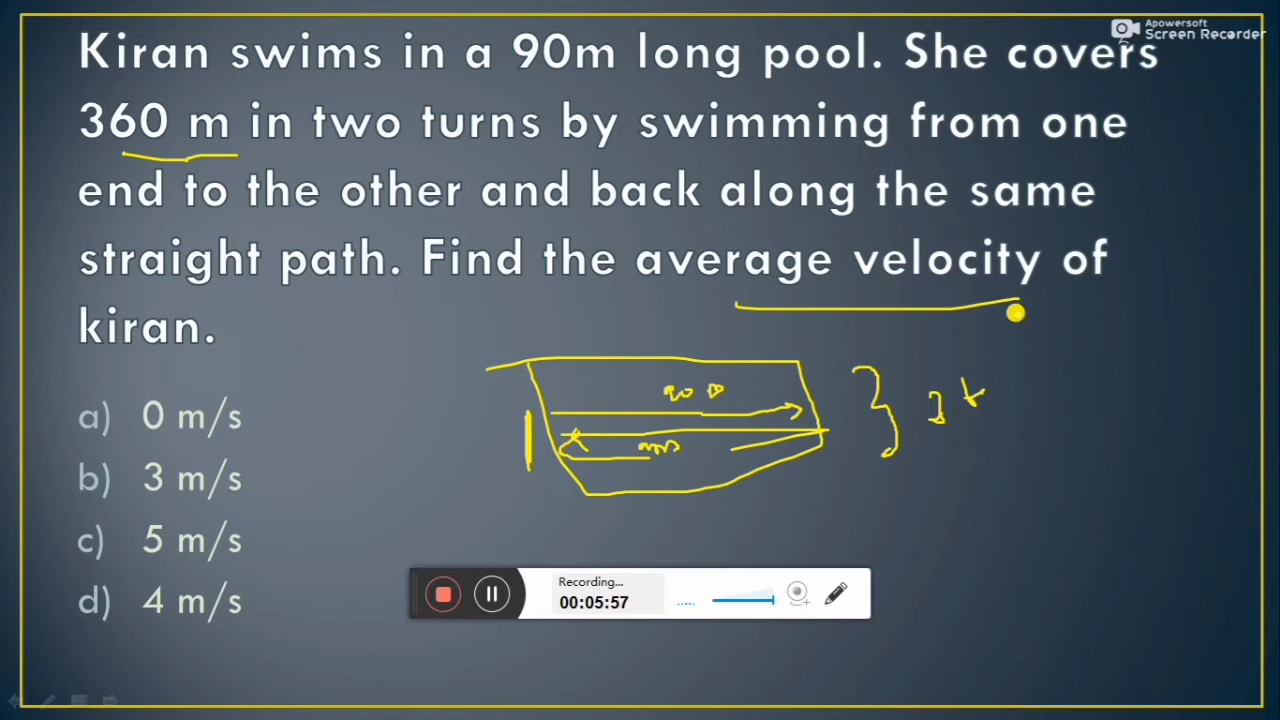 Apowersoft
Screen Recorder
Kiran swims in a 90m long pool. She covers
360 m in two turns by swimming from one
end to the other and back along the same
straight path. Find the average velocity of
kiran.
90
a) 0 m/s
b) 3 m/s
c) 5 m/s
d) 4 m/s
Recording...
00:05:57